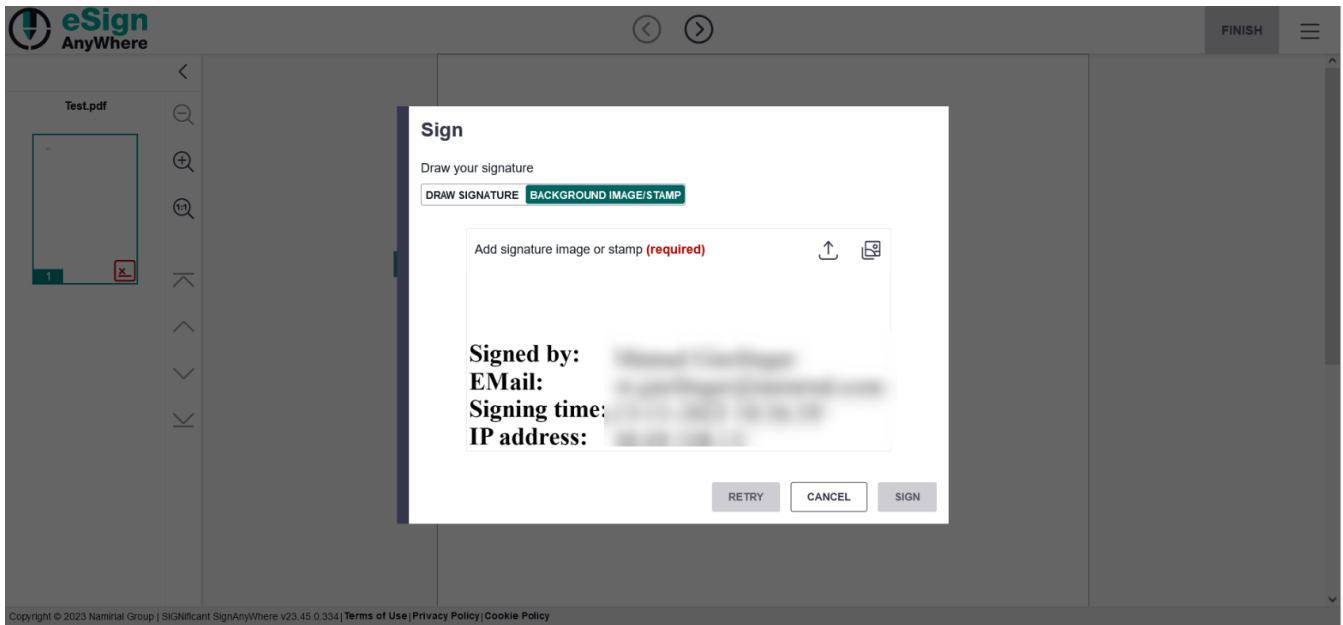 eSign
AnyWhere
FINISH
Test.pdf
1:1
1
x
Sign
Draw your signature
DRAW SIGNATURE BACKGROUND IMAGE/STAMP
Add signature image or stamp (required)
Signed by:
EMail:
Signing time:
IP address:
RETRY CANCEL SIGN
Copyright © 2023 Namirial Group | SIGNificant SignAnyWhere v23.45.0.334 | Terms of Use | Privacy Policy | Cookie Policy